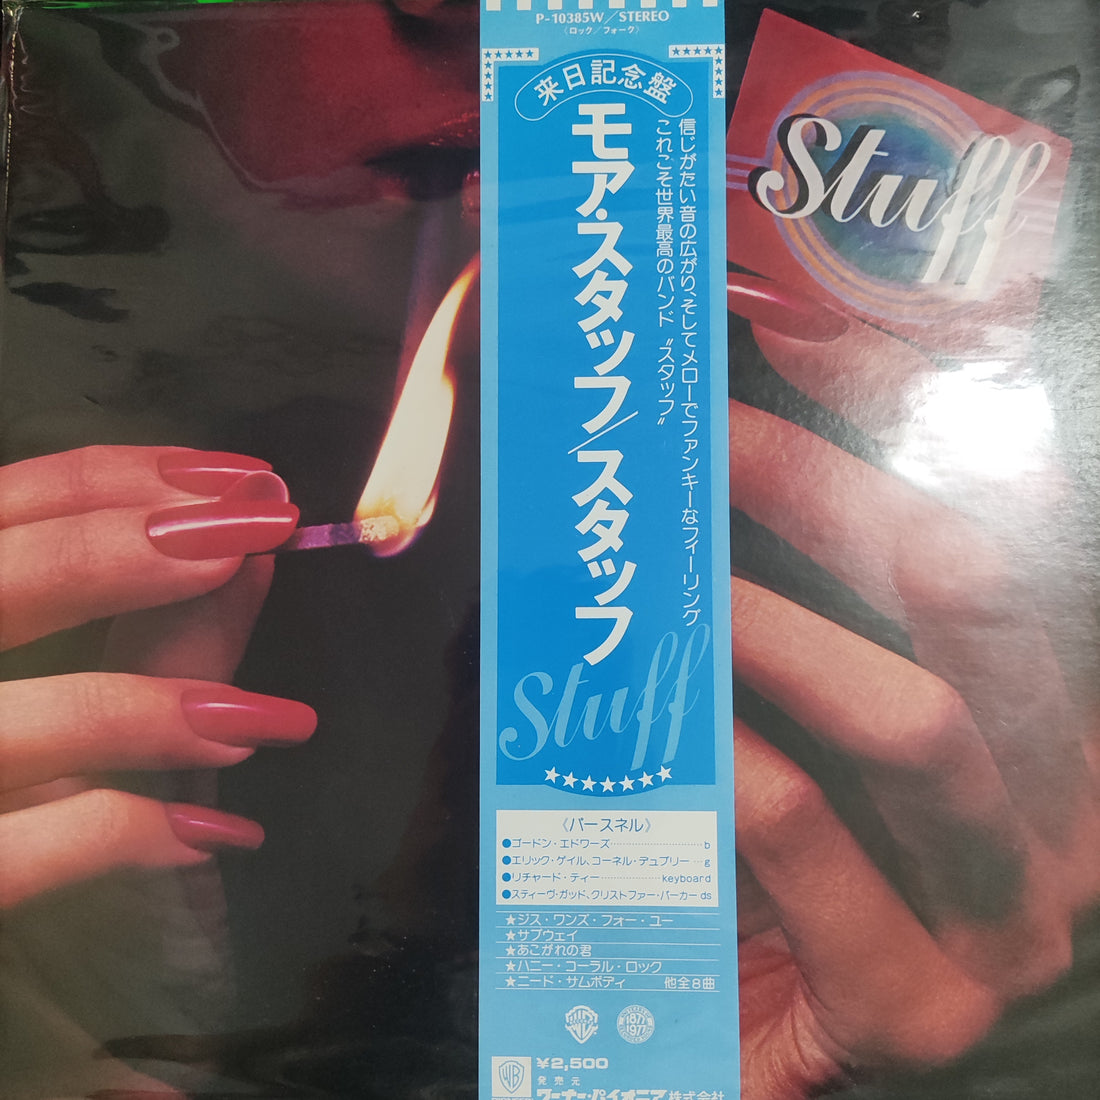 P-10385W／STEREO
〈ロック／フォーク〉
来日記念盤
信じがたい音の広がり、そしてメローでファンキーなフィーリング
これこそ世界最高のバンド〝スタッフ〟
モア・スタッフ／スタッフ
Stuff
Stuff
《パースネル》
●ゴードン・エドワーズ…………………b
●エリック・ゲイル、コーネル・デュプリー…g
●リチャード・ティー………………keyboard
●スティーヴ・ガッド、クリストファー・パーカー・ds
★ジス・ワンズ・フォー・ユー
★サブウェイ
★あこがれの君
★ハニー・コーラル・ロック
★ニード・サムボディ　他全8曲
1877
1977
WB
¥2,500
発売元
ワーナー・パイオニア株式会社